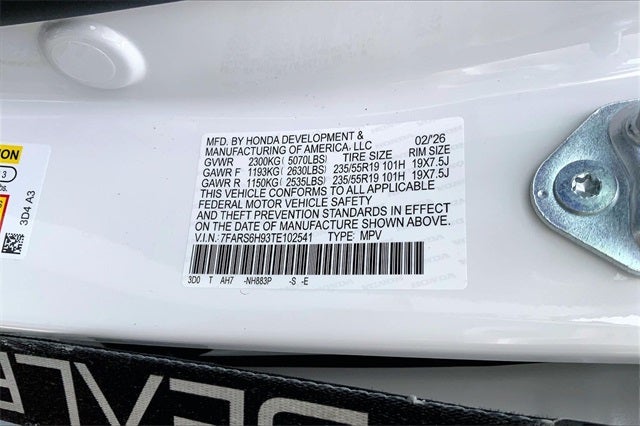 MFD. BY HONDA DEVELOPMENT &
MANUFACTURING OF AMERICA, LLC 02/'26
GVWR 2300KG (5070LBS) TIRE SIZE RIM SIZE
GAWR F 1193KG (2630LBS) 235/55R19 101H 19X7.5J
GAWR R 1150KG (2535LBS) 235/55R19 101H 19X7.5J
THIS VEHICLE CONFORMS TO ALL APPLICABLE
FEDERAL MOTOR VEHICLE SAFETY
AND THEFT PREVENTION STANDARDS IN EFFECT
ON THE DATE OF MANUFACTURE SHOWN ABOVE.
V.I.N.: 7FARS6H93TE102541 TYPE: MPV
3D0 T AH7 -NH883P -S -E
3
bs.
3D4 A3